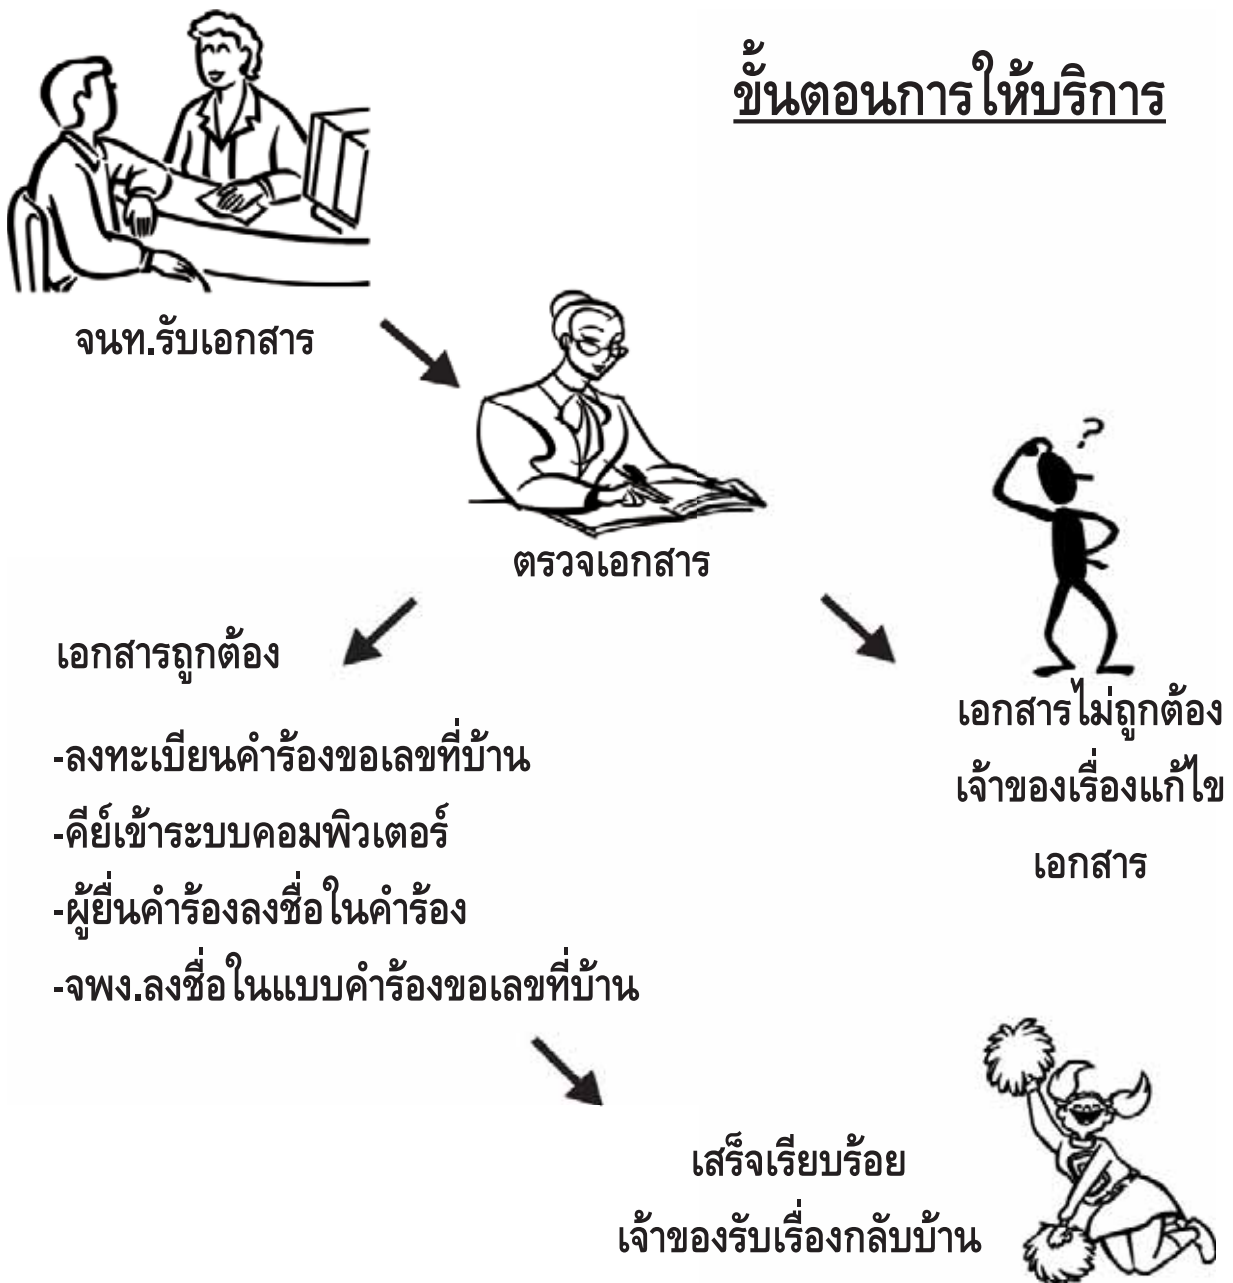 ขั้นตอนการให้บริการ
จนท.รับเอกสาร
ตรวจเอกสาร
เอกสารถูกต้อง
-ลงทะเบียนคำร้องขอเลขที่บ้าน
-คีย์เข้าระบบคอมพิวเตอร์
-ผู้ยื่นคำร้องลงชื่อในคำร้อง
-จพง.ลงชื่อในแบบคำร้องขอเลขที่บ้าน
?
เอกสารไม่ถูกต้อง
เจ้าของเรื่องแก้ไข
เอกสาร
เสร็จเรียบร้อย
เจ้าของรับเรื่องกลับบ้าน